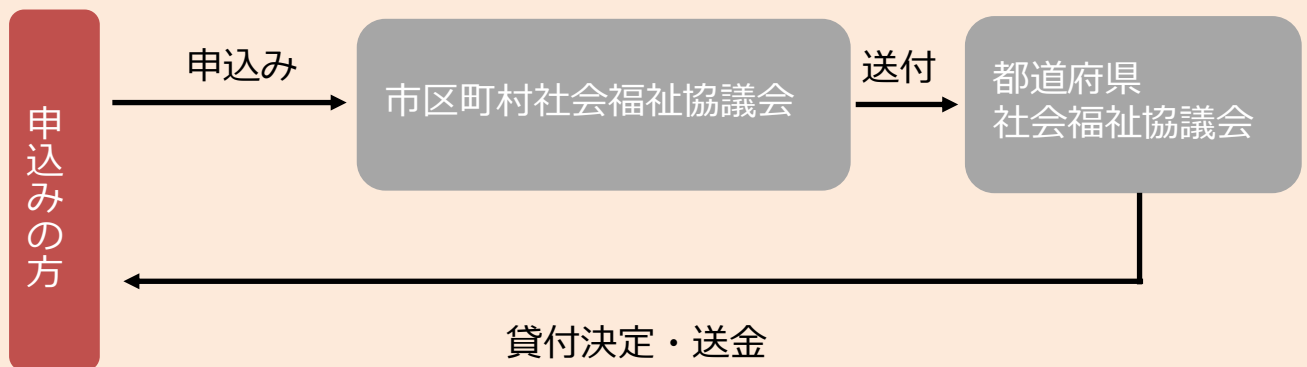 申込みの方
申込み
市区町村社会福祉協議会
送付
都道府県
社会福祉協議会
貸付決定・送金